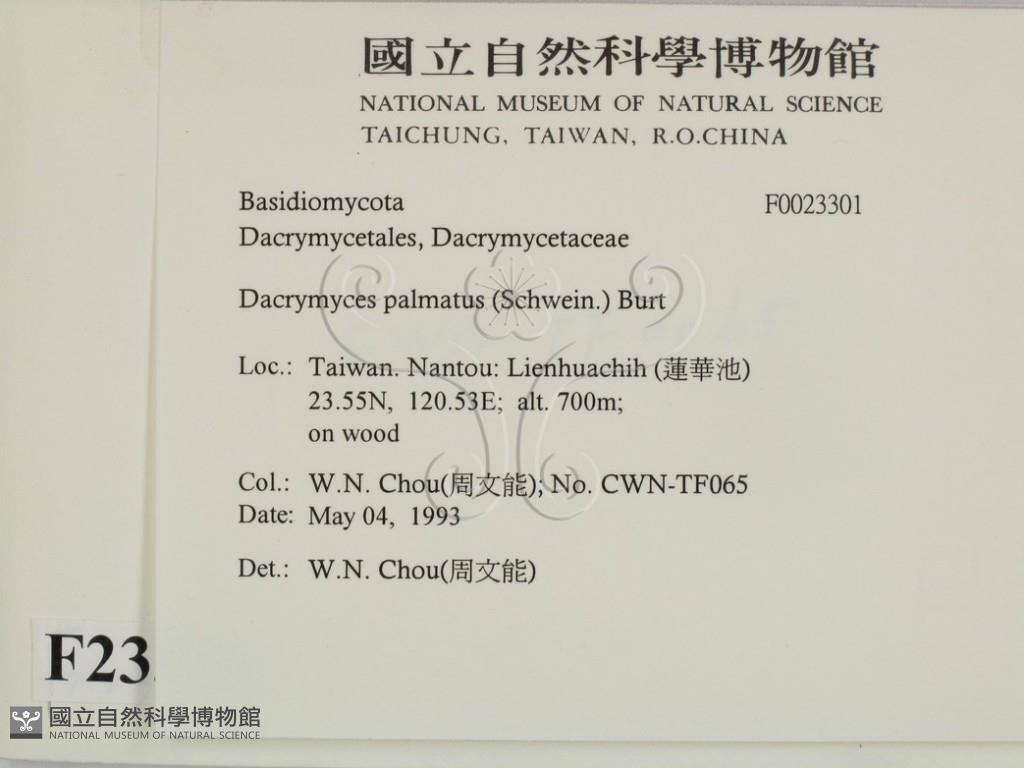 國立自然科學博物館
NATIONAL MUSEUM OF NATURAL SCIENCE
TAICHUNG, TAIWAN, R.O.CHINA
Basidiomycota F0023301
Dacrymycetales, Dacrymycetaceae
Dacrymyces palmatus (Schwein.) Burt
Loc.: Taiwan. Nantou: Lienhuachih (蓮華池)
23.55N, 120.53E; alt. 700m;
on wood
Col.: W.N. Chou(周文能); No. CWN-TF065
Date: May 04, 1993
Det.: W.N. Chou(周文能)
F23
國立自然科學博物館
NATIONAL MUSEUM OF NATURAL SCIENCE